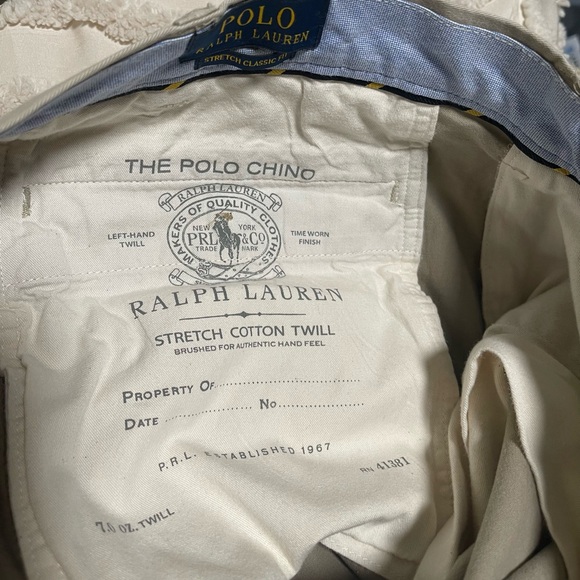 POLO
RALPH LAUREN
STRETCH CLASSIC FIT
THE POLO CHINO
RALPH LAUREN
MAKERS OF QUALITY CLOTHES
LEFT-HAND
TWILL
NEW YORK
PRL &CO
TRADE MARK
TIME WORN
FINISH
RALPH LAUREN
STRETCH COTTON TWILL
BRUSHED FOR AUTHENTIC HAND FEEL
PROPERTY OF
DATE No
P.R.L. ESTABLISHED 1967
RN 41381
7.0 OZ. TWILL